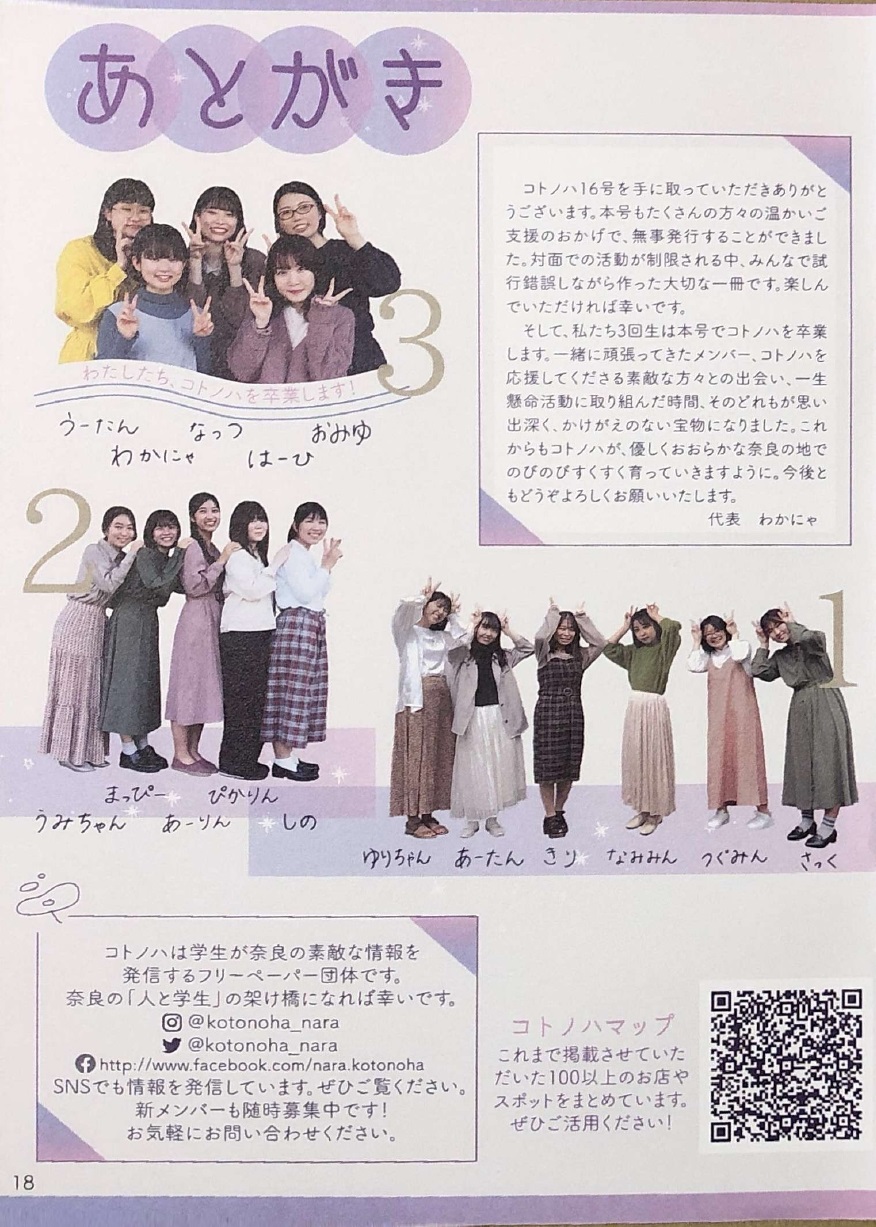 あとがき
コトノハ16号を手に取っていただきありがと
うございます。本号もたくさんの方々の温かいご
支援のおかげで、無事発行することができまし
た。対面での活動が制限される中、みんなで試
行錯誤しながら作った大切な一冊です。楽しん
でいただければ幸いです。
そして、私たち3回生は本号でコトノハを卒業
します。一緒に頑張ってきたメンバー、コトノハを
応援してくださる素敵な方々との出会い、一生
懸命活動に取り組んだ時間、そのどれもが思い
出深く、かけがえのない宝物になりました。これ
からもコトノハが、優しくおおらかな奈良の地で
のびのびすくすく育っていきますように。今後と
もどうぞよろしくお願いいたします。
代表 わかにゃ
3
わたしたち、コトノハを卒業します!
うーたん なっつ おみゆ
わかにゃ はーひ
2
まっぴー ぴかりん
うみちゃん あーりん しの
1
ゆりちゃん あーたん きり なみみん つぐみん さっく
コトノハは学生が奈良の素敵な情報を
発信するフリーペーパー団体です。
奈良の「人と学生」の架け橋になれば幸いです。
@kotonoha_nara
@kotonoha_nara
http://www.facebook.com/nara.kotonoha
SNSでも情報を発信しています。ぜひご覧ください。
新メンバーも随時募集中です!
お気軽にお問い合わせください。
コトノハマップ
これまで掲載させていた
だいた100以上のお店や
スポットをまとめています。
ぜひご活用ください!
18